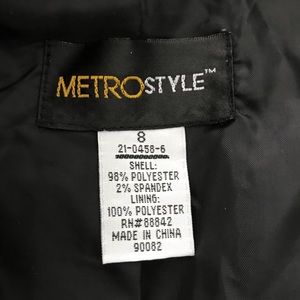 METROSTYLE™
8
21-0458-6
SHELL:
98% POLYESTER
2% SPANDEX
LINING:
100% POLYESTER
RN#88842
MADE IN CHINA
90082